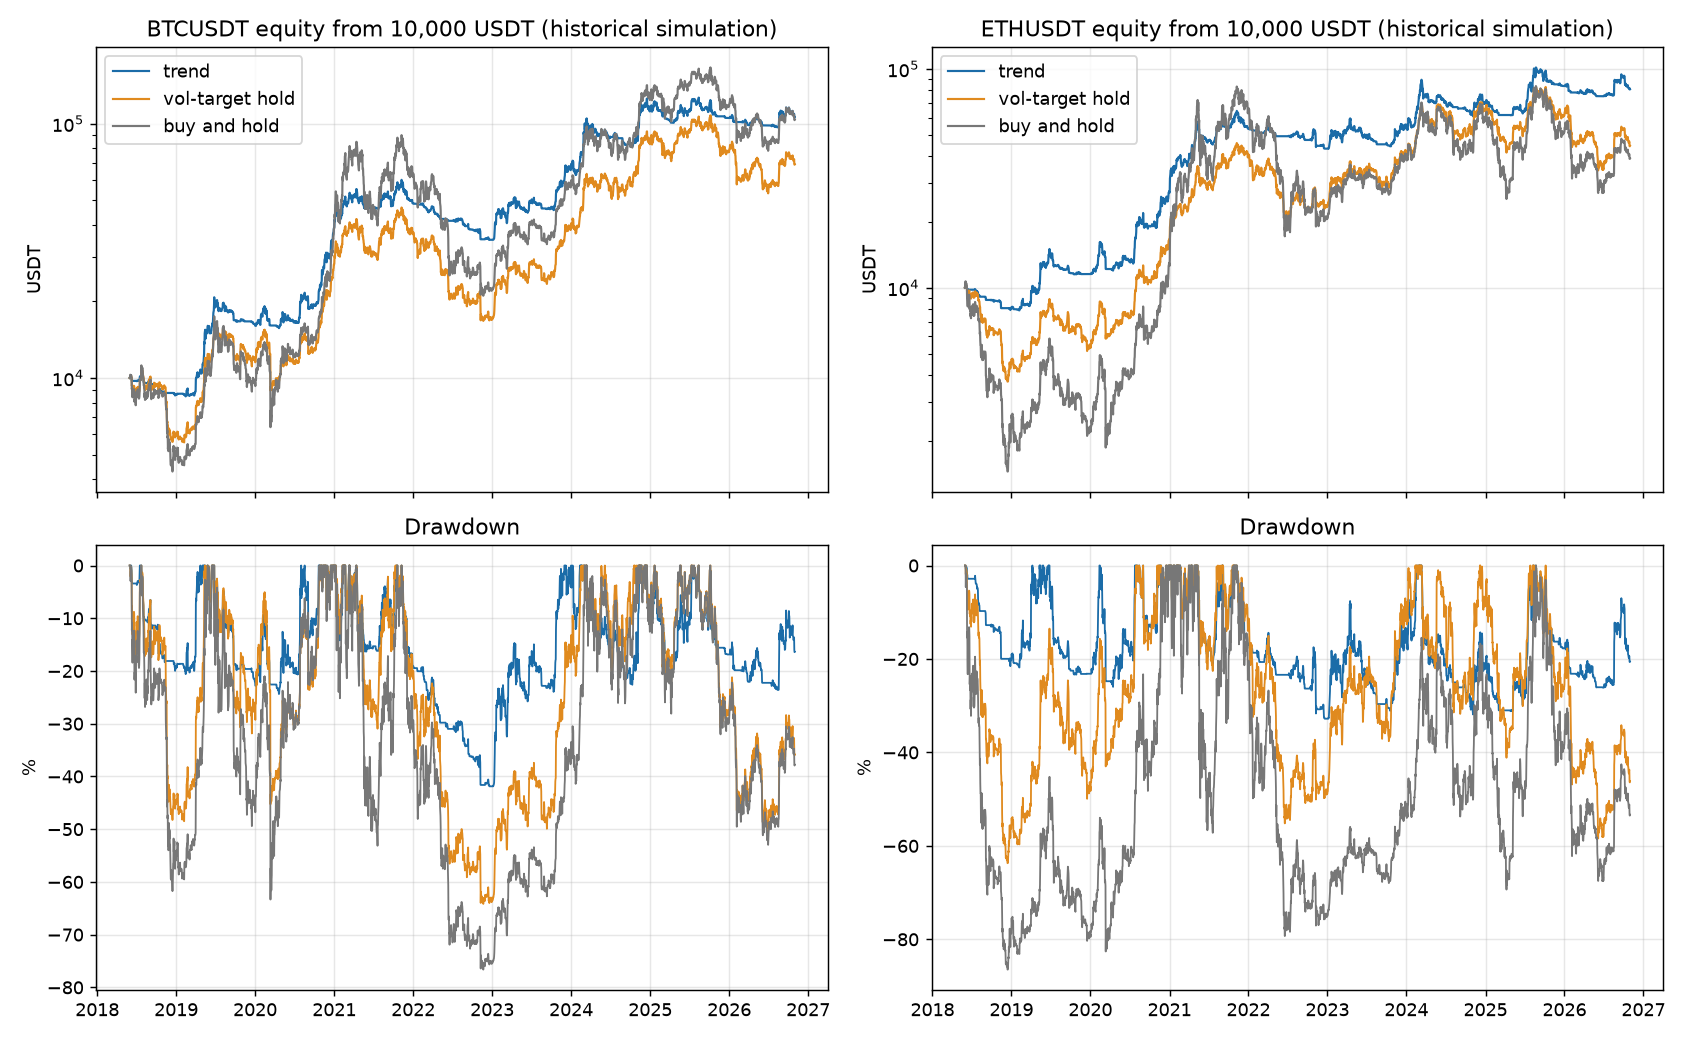 BTCUSDT equity from 10,000 USDT (historical simulation)
trend
vol-target hold
buy and hold
USDT
10^5
10^4
ETHUSDT equity from 10,000 USDT (historical simulation)
trend
vol-target hold
buy and hold
USDT
10^5
10^4
Drawdown
%
0
−10
−20
−30
−40
−50
−60
−70
−80
2018 2019 2020 2021 2022 2023 2024 2025 2026 2027
Drawdown
%
0
−20
−40
−60
−80
2018 2019 2020 2021 2022 2023 2024 2025 2026 2027